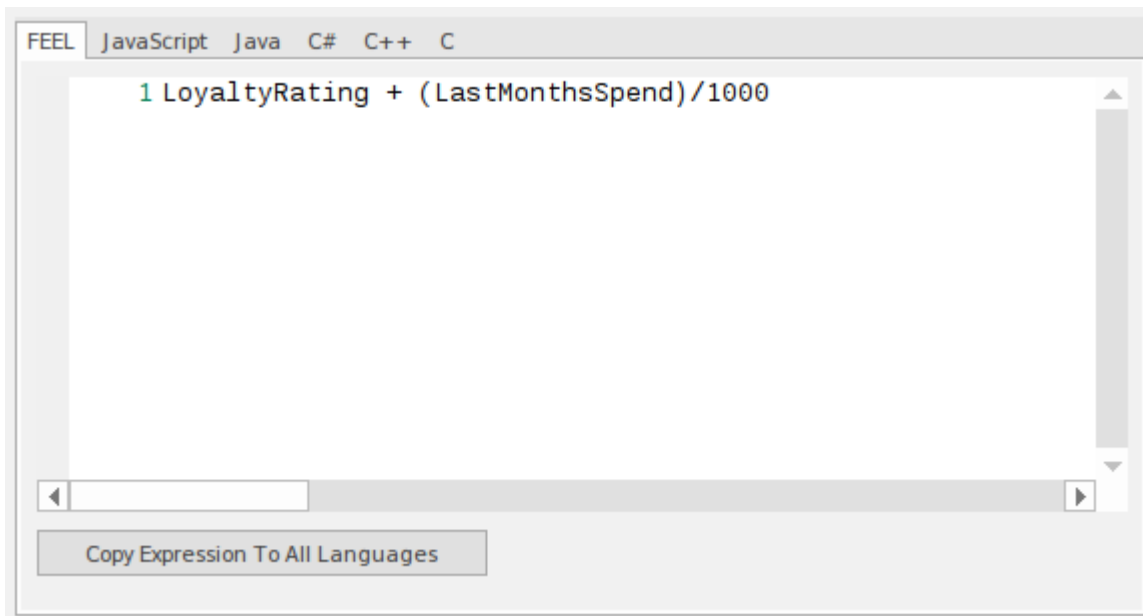 FEEL JavaScript Java C# C++ C
1 LoyaltyRating + (LastMonthsSpend)/1000
Copy Expression To All Languages